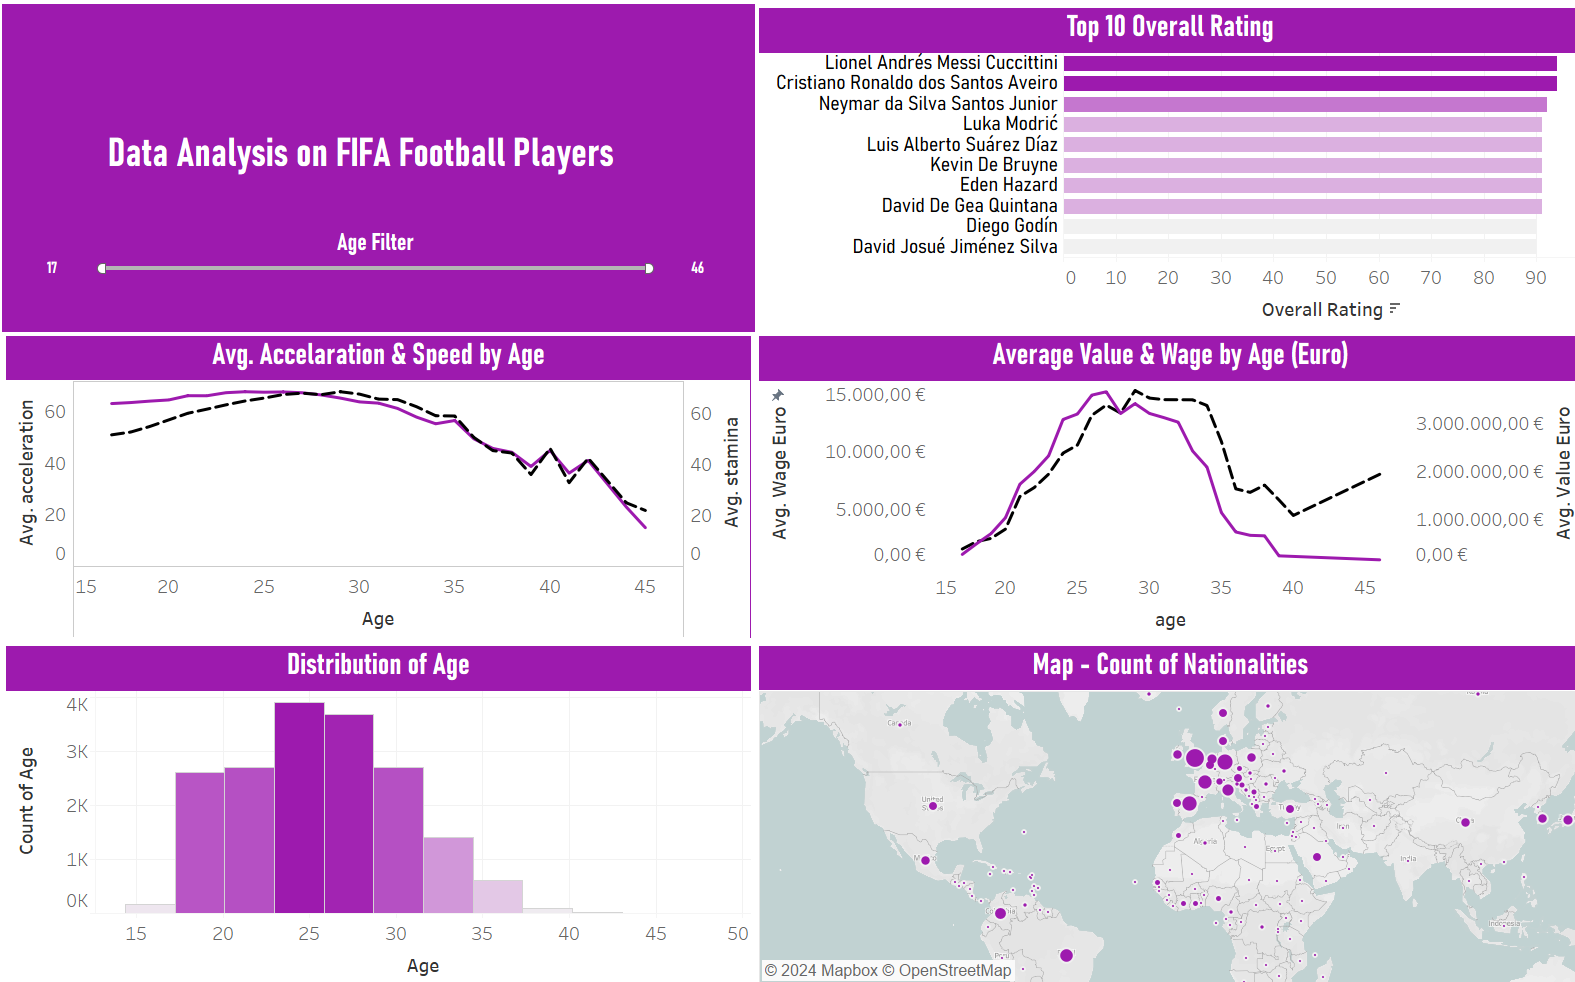 Data Analysis on FIFA Football Players
Age Filter
17
46
Top 10 Overall Rating
Lionel Andrés Messi Cuccittini
Cristiano Ronaldo dos Santos Aveiro
Neymar da Silva Santos Junior
Luka Modrić
Luis Alberto Suárez Díaz
Kevin De Bruyne
Eden Hazard
David De Gea Quintana
Diego Godín
David Josué Jiménez Silva
0 10 20 30 40 50 60 70 80 90
Overall Rating
Avg. Accelaration & Speed by Age
Avg. acceleration
60
40
20
0
60
40
20
0
Avg. stamina
15 20 25 30 35 40 45
Age
Average Value & Wage by Age (Euro)
Avg. Wage Euro
15.000,00 €
10.000,00 €
5.000,00 €
0,00 €
3.000.000,00 €
2.000.000,00 €
1.000.000,00 €
0,00 €
Avg. Value Euro
15 20 25 30 35 40 45
age
Distribution of Age
Count of Age
4K
3K
2K
1K
0K
15 20 25 30 35 40 45 50
Age
Map - Count of Nationalities
United
Algeria
Egypt
Iran
India
Indonesia
© 2024 Mapbox © OpenStreetMap